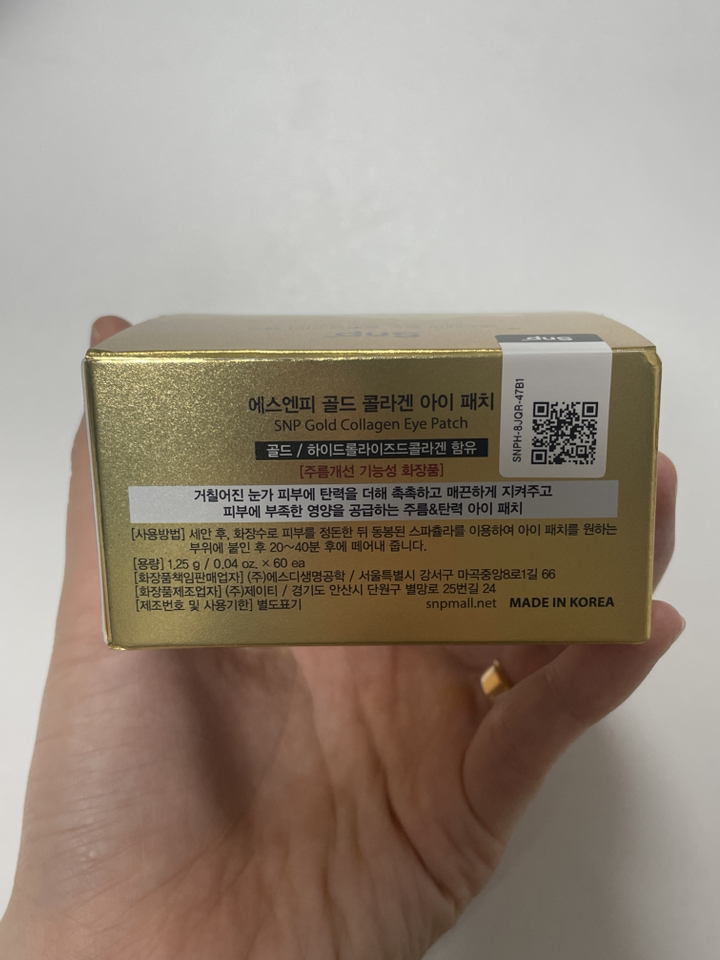 snp
snp
에스엔피 골드 콜라겐 아이 패치
SNP Gold Collagen Eye Patch
골드 / 하이드롤라이즈드콜라겐 함유
[주름개선 기능성 화장품]
거칠어진 눈가 피부에 탄력을 더해 촉촉하고 매끈하게 지켜주고
피부에 부족한 영양을 공급하는 주름&탄력 아이 패치
[사용방법] 세안 후, 화장수로 피부를 정돈한 뒤 동봉된 스파츌라를 이용하여 아이 패치를 원하는
부위에 붙인 후 20~40분 후에 떼어내 줍니다.
[용량] 1.25 g / 0.04 oz. × 60 ea
[화장품책임판매업자] (주)에스디생명공학 / 서울특별시 강서구 마곡중앙8로1길 66
[화장품제조업자] (주)제이티 / 경기도 안산시 단원구 별망로 25번길 24
[제조번호 및 사용기한] 별도표기
snpmall.net MADE IN KOREA
SNPH-8JQR-47B1